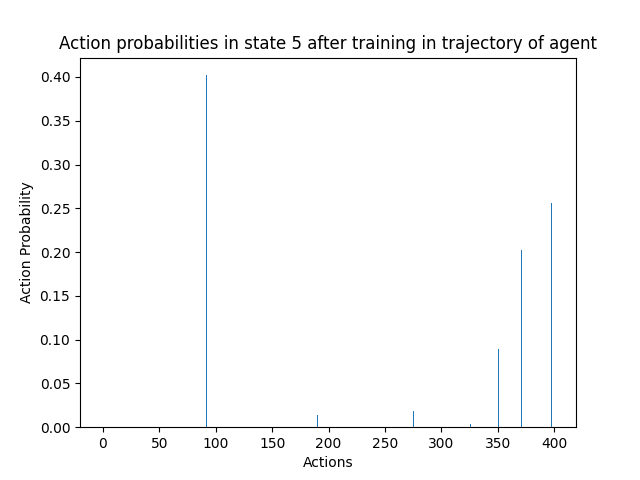 Action probabilities in state 5 after training in trajectory of agent
0.40
0.35
0.30
0.25
0.20
0.15
0.10
0.05
0.00
Action Probability
0 50 100 150 200 250 300 350 400
Actions